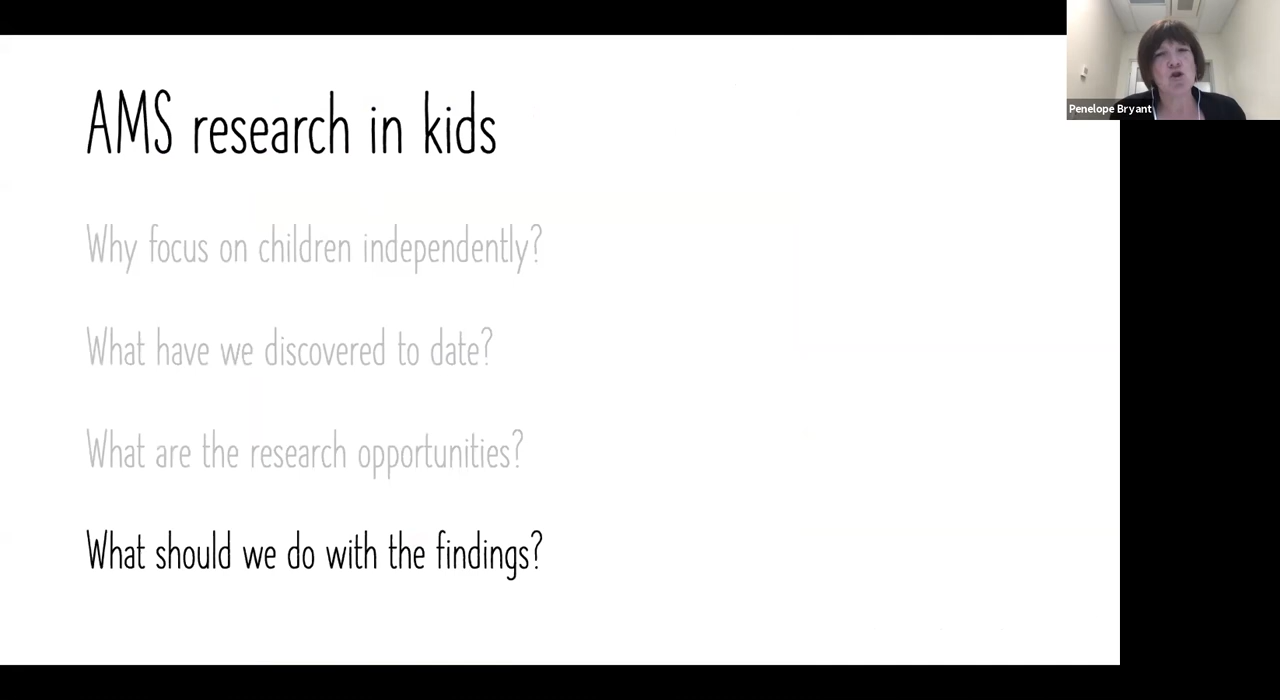 AMS research in kids
Penelope Bryant
Why focus on children independently?
What have we discovered to date?
What are the research opportunities?
What should we do with the findings?